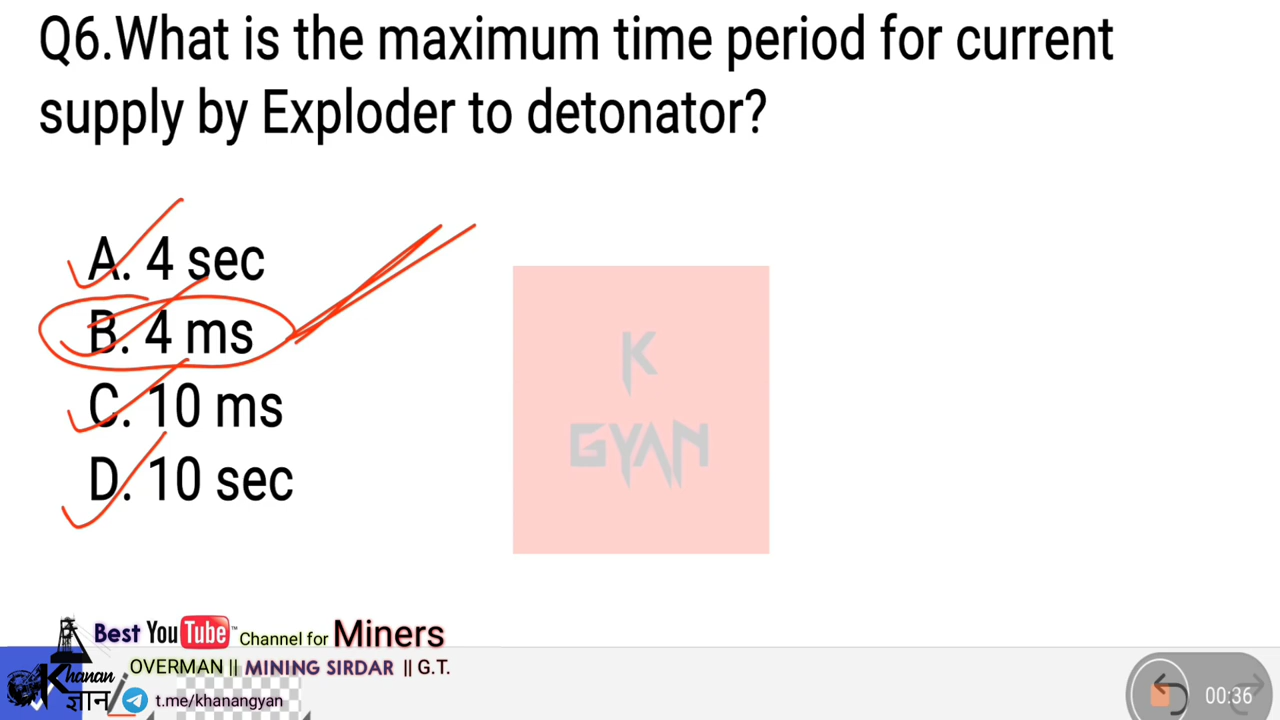 Q6.What is the maximum time period for current
supply by Exploder to detonator?
A. 4 sec
B. 4 ms
C. 10 ms
D. 10 sec
K
GYAN
Best YouTube™ Channel for Miners
OVERMAN || MINING SIRDAR || G.T.
Khanan
ज्ञान
t.me/khanangyan
00:36